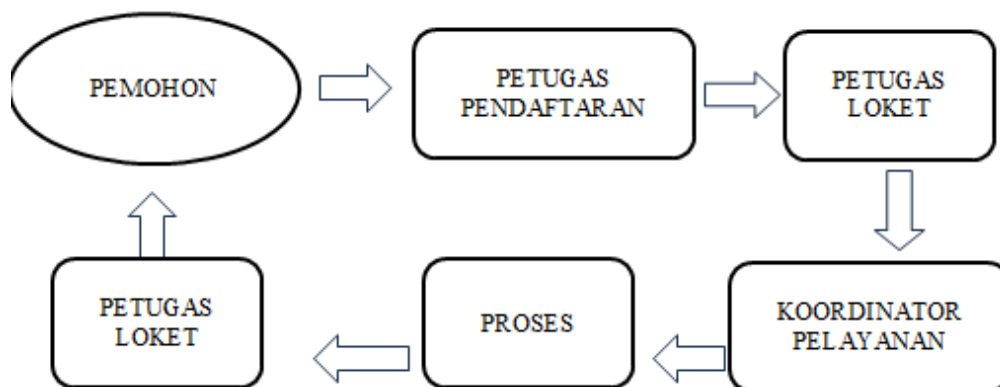 PEMOHON
PETUGAS
PENDAFTARAN
PETUGAS
LOKET
KOORDINATOR
PELAYANAN
PROSES
PETUGAS
LOKET